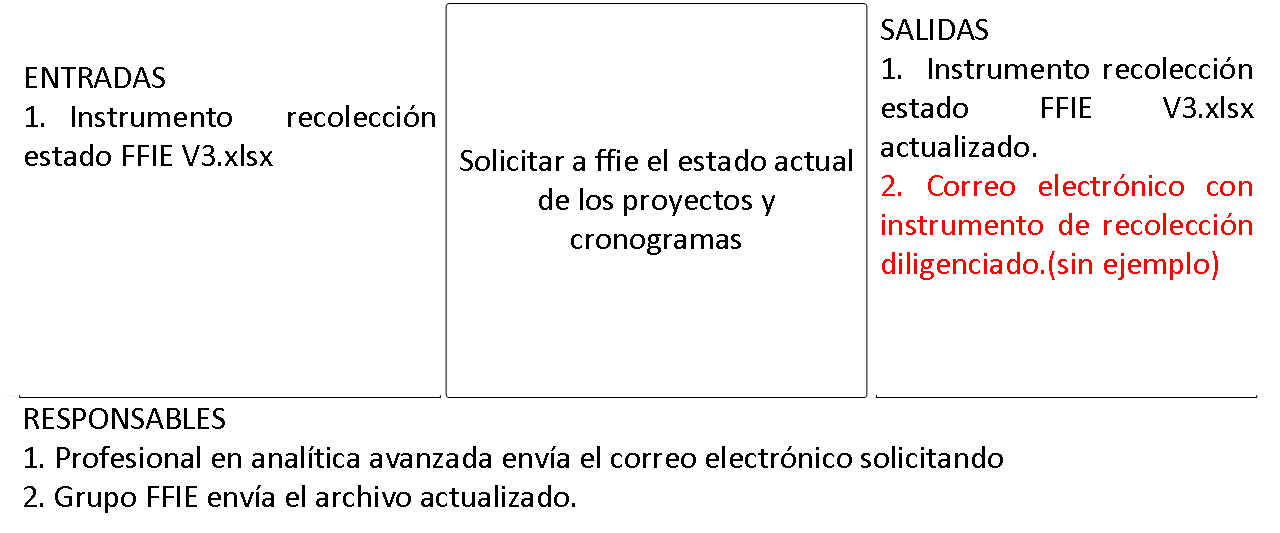 ENTRADAS
1. Instrumento recolección
estado FFIE V3.xlsx
Solicitar a ffie el estado actual
de los proyectos y
cronogramas
SALIDAS
1. Instrumento recolección
estado FFIE V3.xlsx
actualizado.
2. Correo electrónico con
instrumento de recolección
diligenciado.(sin ejemplo)
RESPONSABLES
1. Profesional en analítica avanzada envía el correo electrónico solicitando
2. Grupo FFIE envía el archivo actualizado.